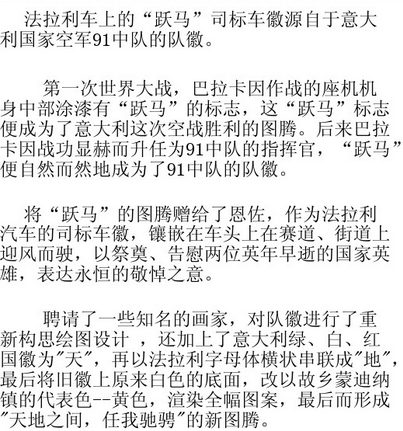 法拉利车上的“跃马”司标车徽源自于意大
利国家空军91中队的队徽。
第一次世界大战，巴拉卡因作战的座机机
身中部涂漆有“跃马”的标志，这“跃马”标志
便成为了意大利这次空战胜利的图腾。后来巴拉
卡因战功显赫而升任为91中队的指挥官，“跃马”
便自然而然地成为了91中队的队徽。
将“跃马”的图腾赠给了恩佐，作为法拉利
汽车的司标车徽，镶嵌在车头上在赛道、街道上
迎风而驶，以祭奠、告慰两位英年早逝的国家英
雄，表达永恒的敬悼之意。
聘请了一些知名的画家，对队徽进行了重
新构思绘图设计 ，还加上了意大利绿、白、红
国徽为"天"，再以法拉利字母体横状串联成"地"，
最后将旧徽上原来白色的底面，改以故乡蒙迪纳
镇的代表色--黄色，渲染全幅图案，最后而形成
"天地之间，任我驰骋"的新图腾。